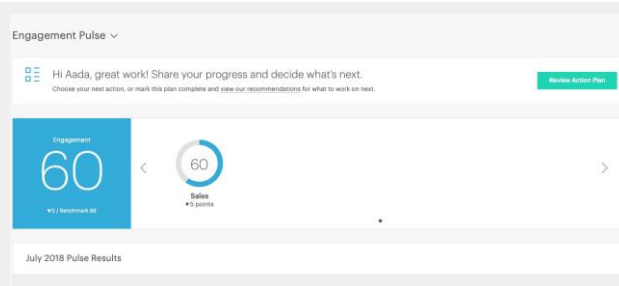 Engagement Pulse
Hi Aada, great work! Share your progress and decide what's next.
Choose your next action, or mark this plan complete and view our recommendations for what to work on next.
Review Action Plan
Engagement
60
▼5 / Benchmark 69
60
Sales
▼5 points
July 2018 Pulse Results